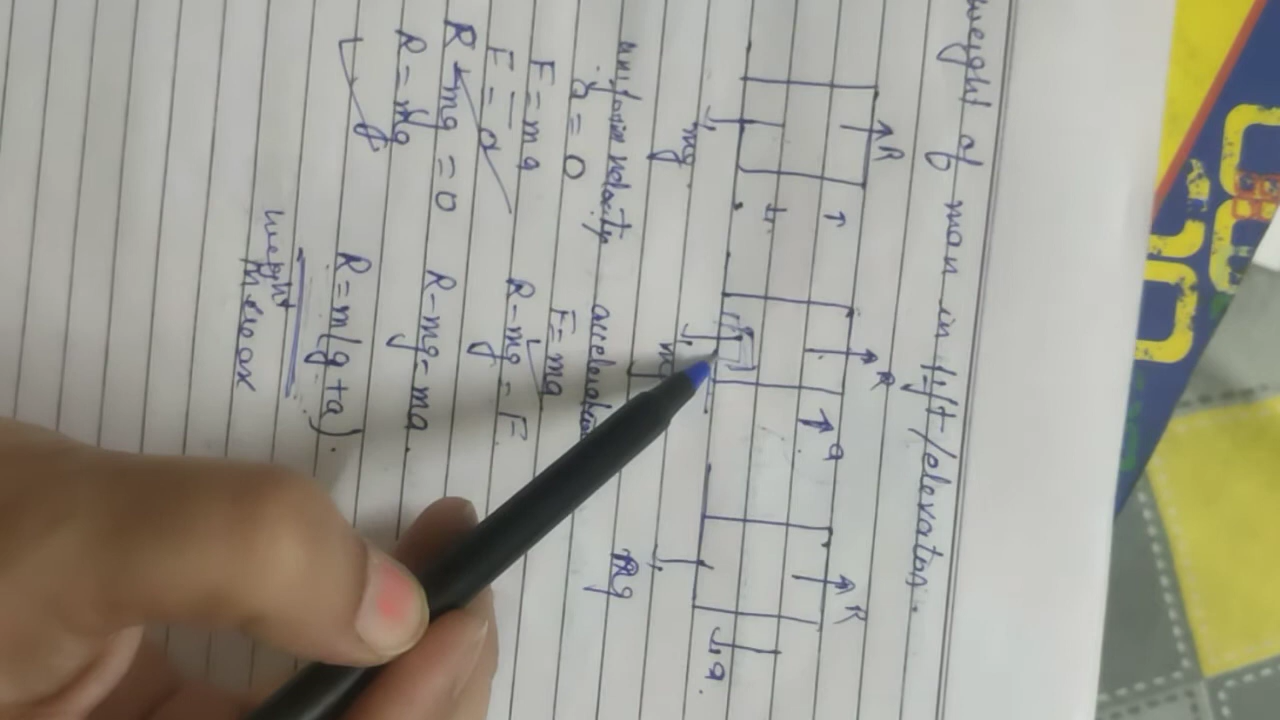 weight of man in lift/elevator.
R R R
↑ ↑a ↓a.
mg mg mg
uniform velocity
a = 0
F = ma
F = 0
R - mg = 0
R = mg
acceleration
F = ma
R - mg = F
R - mg = ma
R = m(g + a).
weight